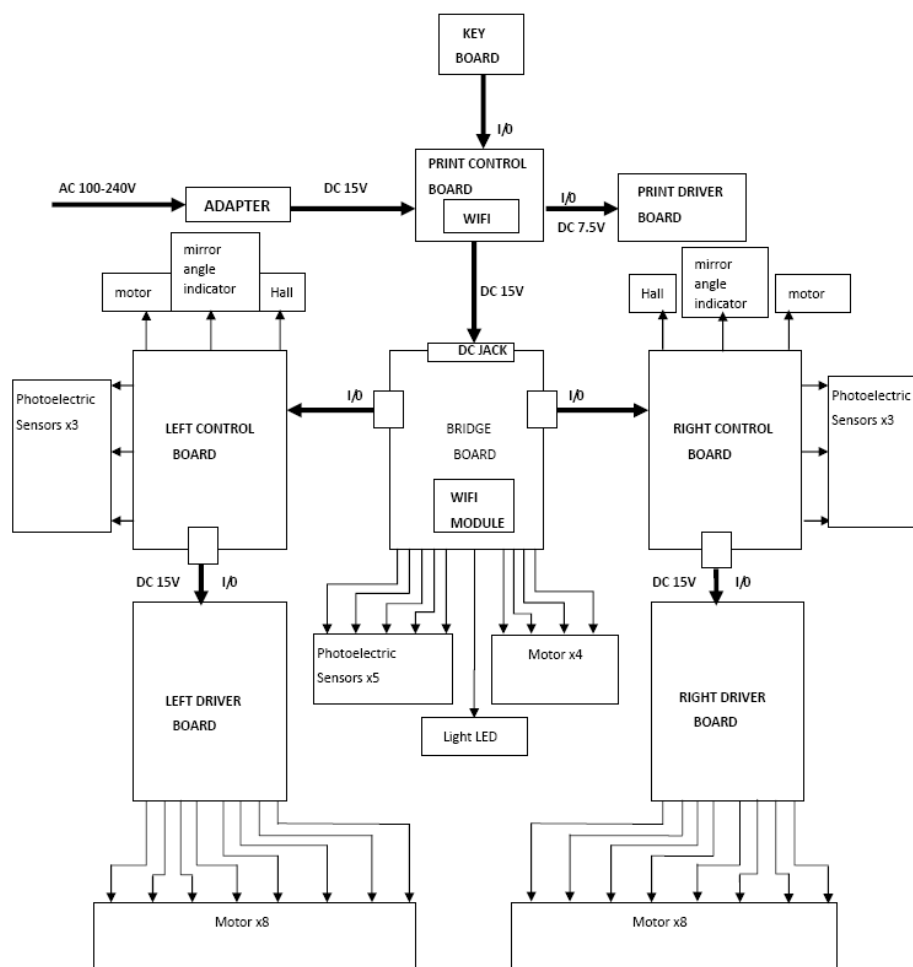 KEY
BOARD
I/0
PRINT CONTROL
BOARD
WIFI
AC 100-240V
ADAPTER
DC 15V
I/0
DC 7.5V
PRINT DRIVER
BOARD
DC 15V
motor
mirror
angle
indicator
Hall
Hall
mirror
angle
indicator
motor
DC JACK
Photoelectric
Sensors x3
LEFT CONTROL
BOARD
I/0
BRIDGE
BOARD
WIFI
MODULE
I/0
RIGHT CONTROL
BOARD
Photoelectric
Sensors x3
DC 15V
I/0
DC 15V
I/0
LEFT DRIVER
BOARD
Photoelectric
Sensors x5
Motor x4
Light LED
RIGHT DRIVER
BOARD
Motor x8
Motor x8